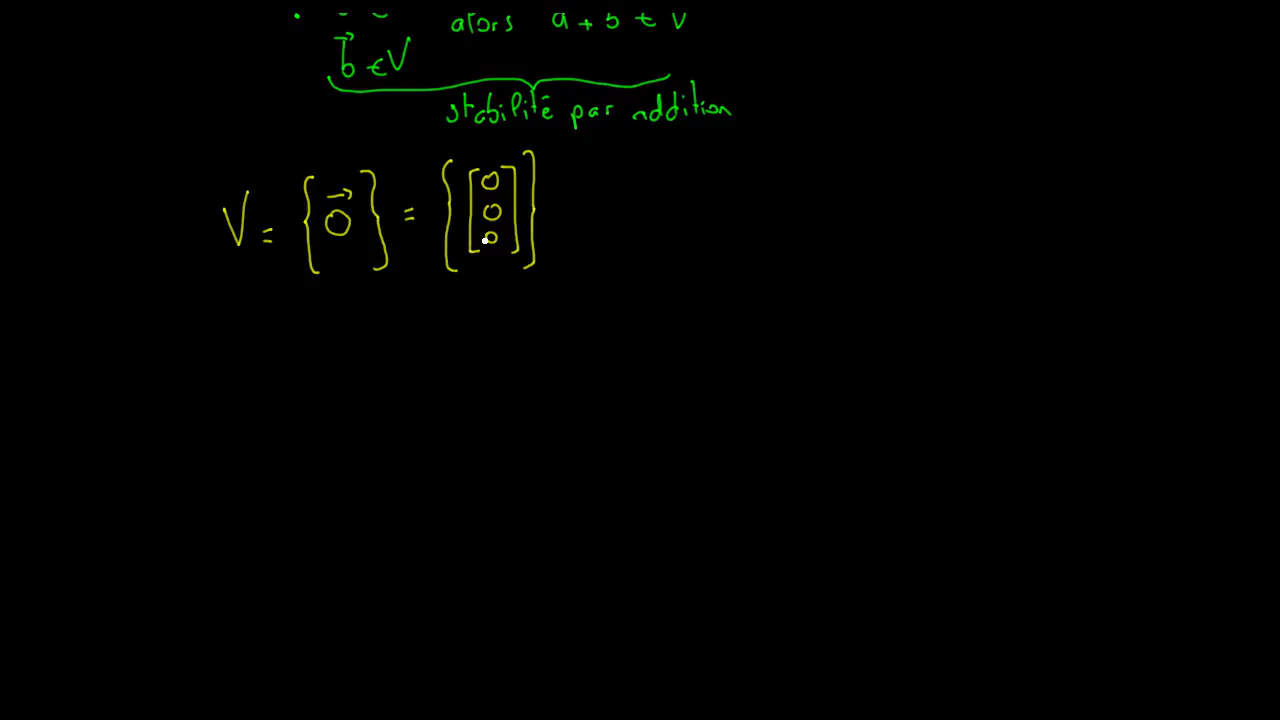 alors a + b ∈ V
b⃗ ∈ V
stabilité par addition
V = { 0⃗ } = { [ 0 0 0 ] }